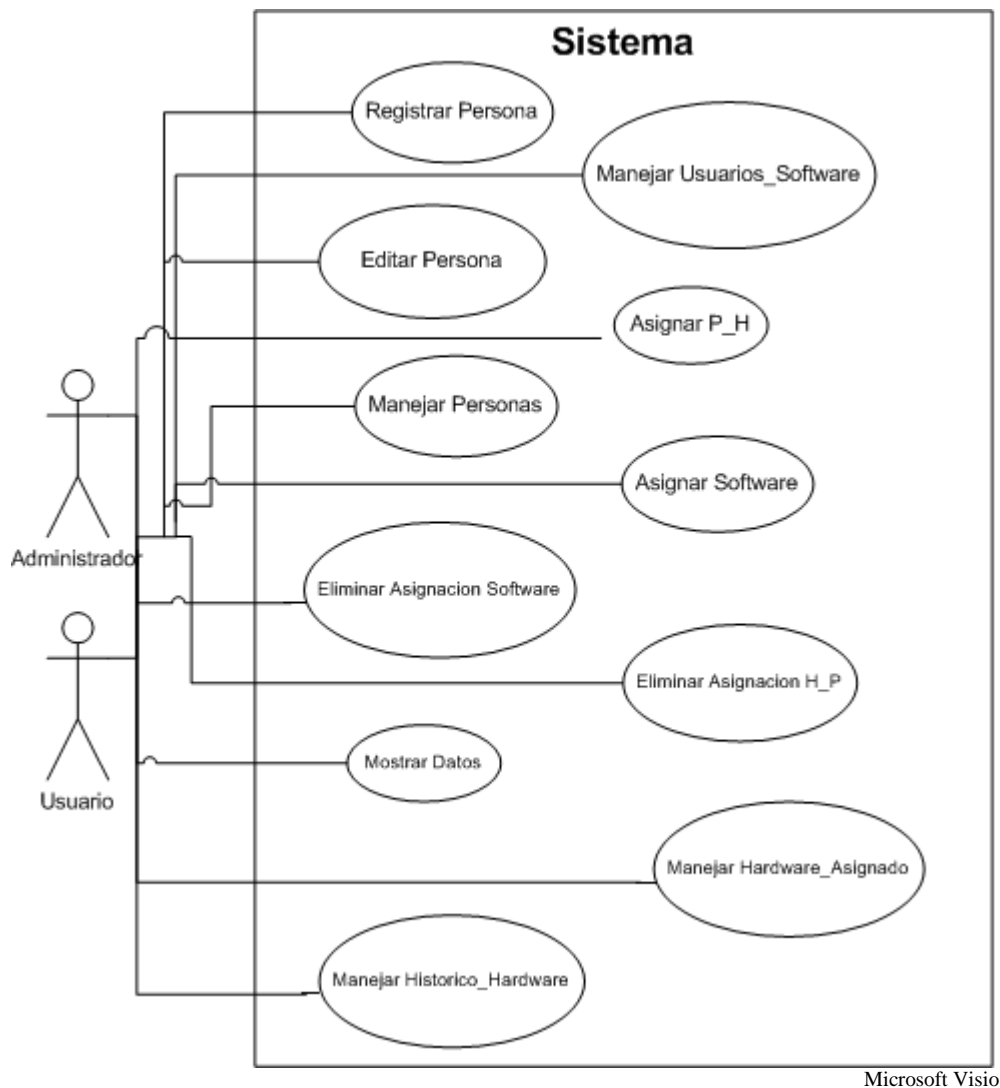 Sistema
Registrar Persona
Manejar Usuarios_Software
Editar Persona
Asignar P_H
Manejar Personas
Asignar Software
Administrador
Eliminar Asignacion Software
Eliminar Asignacion H_P
Mostrar Datos
Usuario
Manejar Hardware_Asignado
Manejar Historico_Hardware
Microsoft Visio